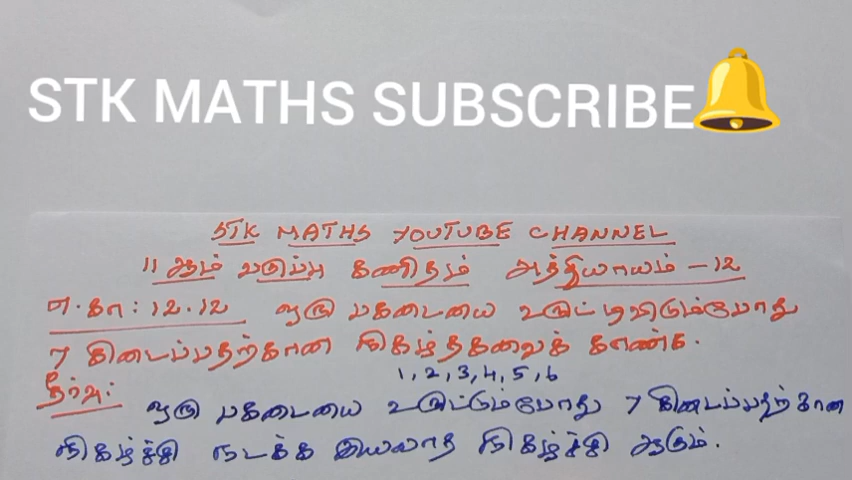 STK MATHS SUBSCRIBE
STK MATHS YOUTUBE CHANNEL
11 ஆம் வகுப்பு கணிதம் அத்தியாயம் - 12
எ.கா : 12.12 ஒரு பகடையை உருட்டிவிடும்போது
7 கிடைப்பதற்கான நிகழ்தகவைக் காண்க.
தீர்வு:
1, 2, 3, 4, 5, 6
ஒரு பகடையை உருட்டும்போது 7 கிடைப்பதற்கான
நிகழ்ச்சி நடக்க இயலாத நிகழ்ச்சி ஆகும்.